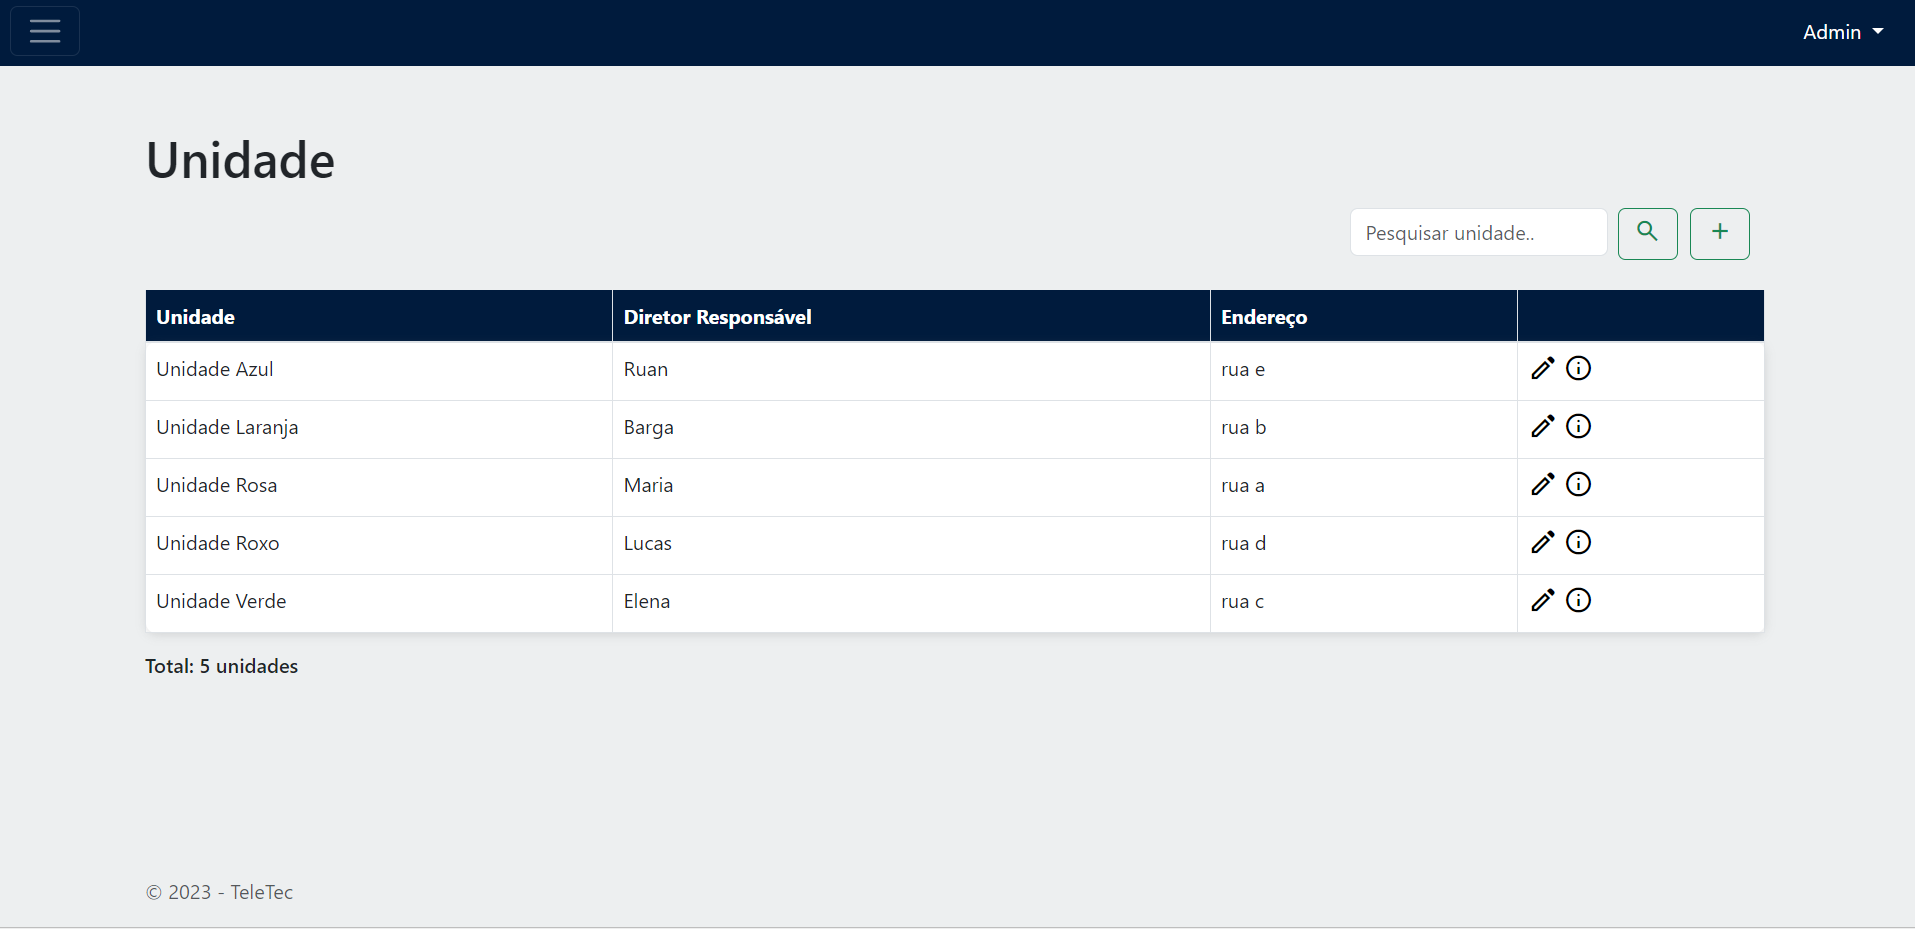 Admin
Unidade
Pesquisar unidade..
Unidade Diretor Responsável Endereço
Unidade Azul Ruan rua e
Unidade Laranja Barga rua b
Unidade Rosa Maria rua a
Unidade Roxo Lucas rua d
Unidade Verde Elena rua c
Total: 5 unidades
© 2023 - TeleTec